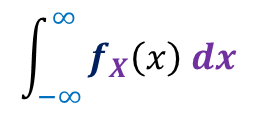 ∫_{−∞}^{∞} f_X(x) dx